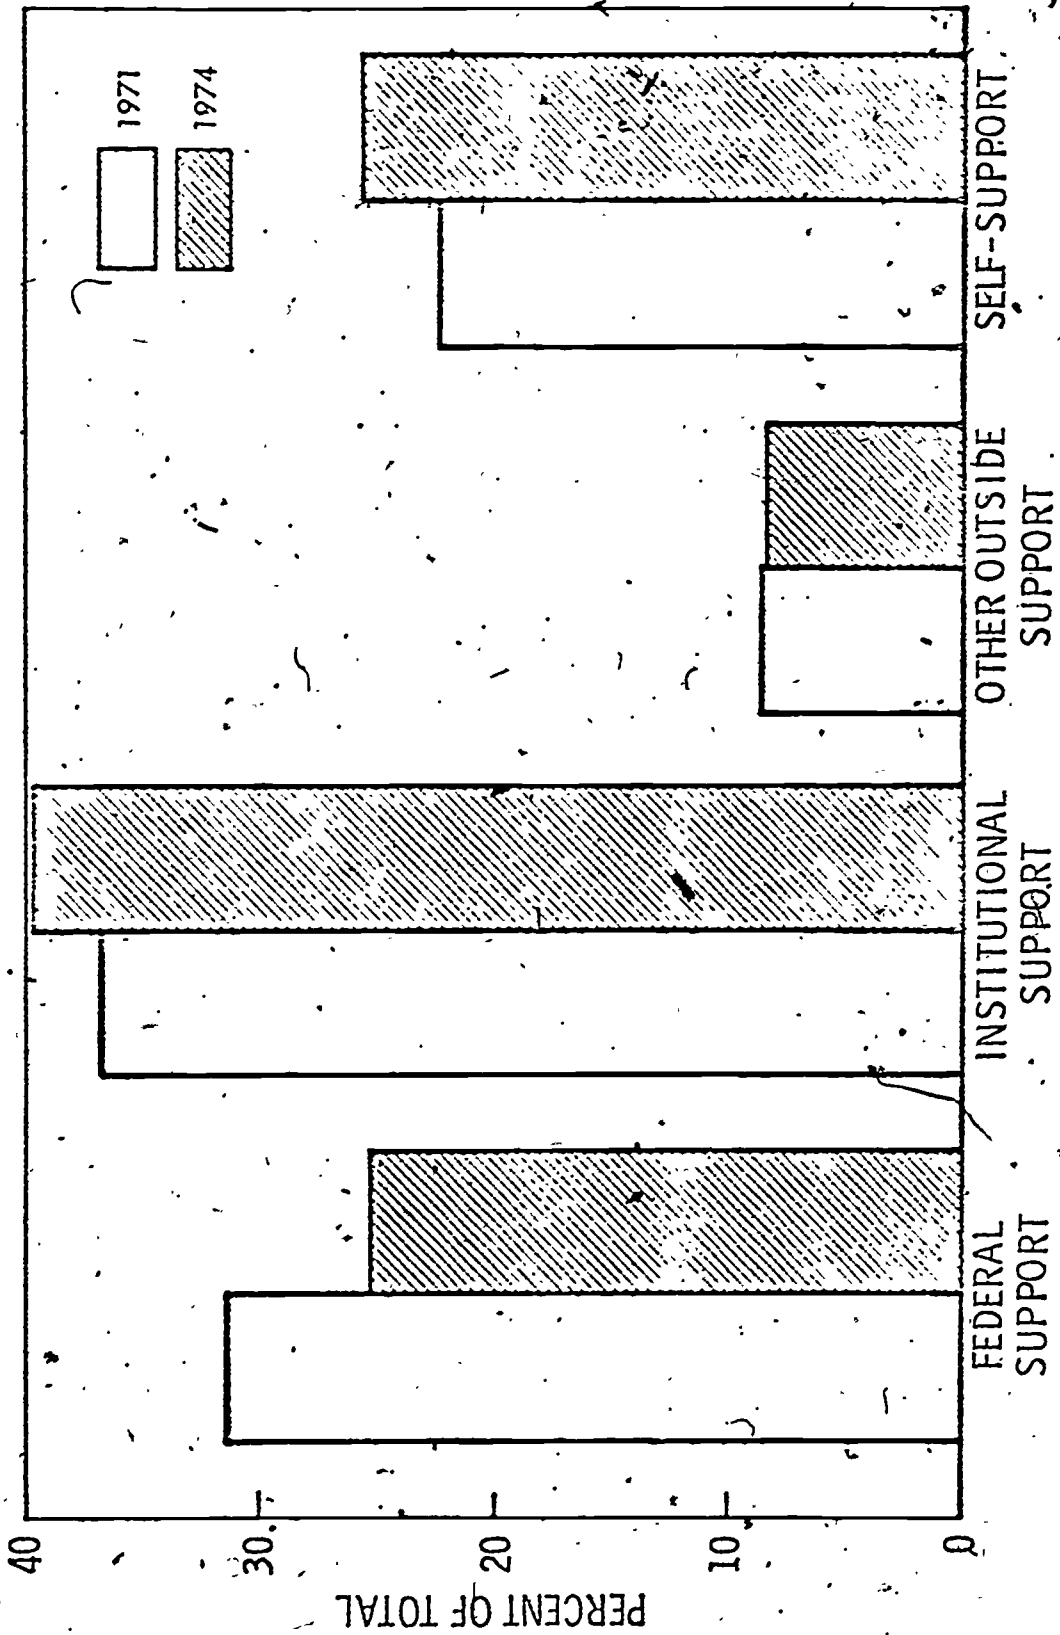 PERCENT OF TOTAL
40
30
20
10
0
1971
1974
FEDERAL
SUPPORT
INSTITUTIONAL
SUPPORT
OTHER OUTSIDE
SUPPORT
SELF-SUPPORT